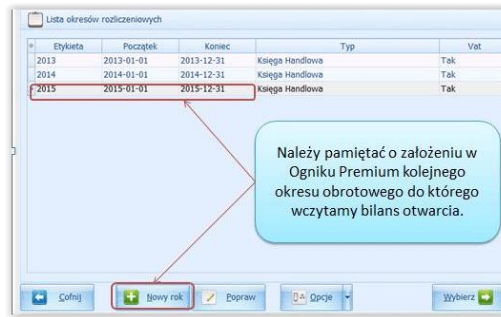 Lista okresów rozliczeniowych
Etykieta Początek Koniec Typ Vat
2013 2013-01-01 2013-12-31 Księga Handlowa Tak
2014 2014-01-01 2014-12-31 Księga Handlowa Tak
2015 2015-01-01 2015-12-31 Księga Handlowa Tak
Należy pamiętać o założeniu w
Ogniku Premium kolejnego
okresu obrotowego do którego
wczytamy bilans otwarcia.
Cofnij Nowy rok Popraw Opcje Wybierz